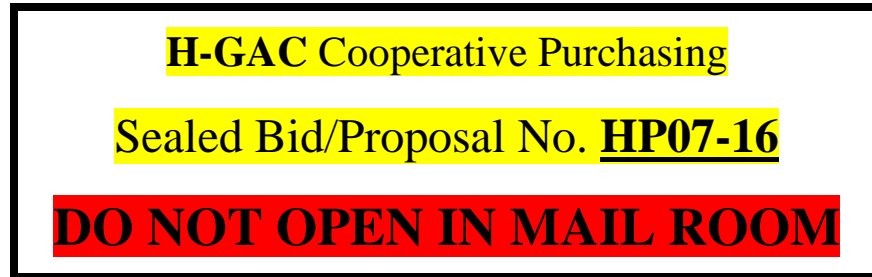 H-GAC Cooperative Purchasing
Sealed Bid/Proposal No. HP07-16
DO NOT OPEN IN MAIL ROOM